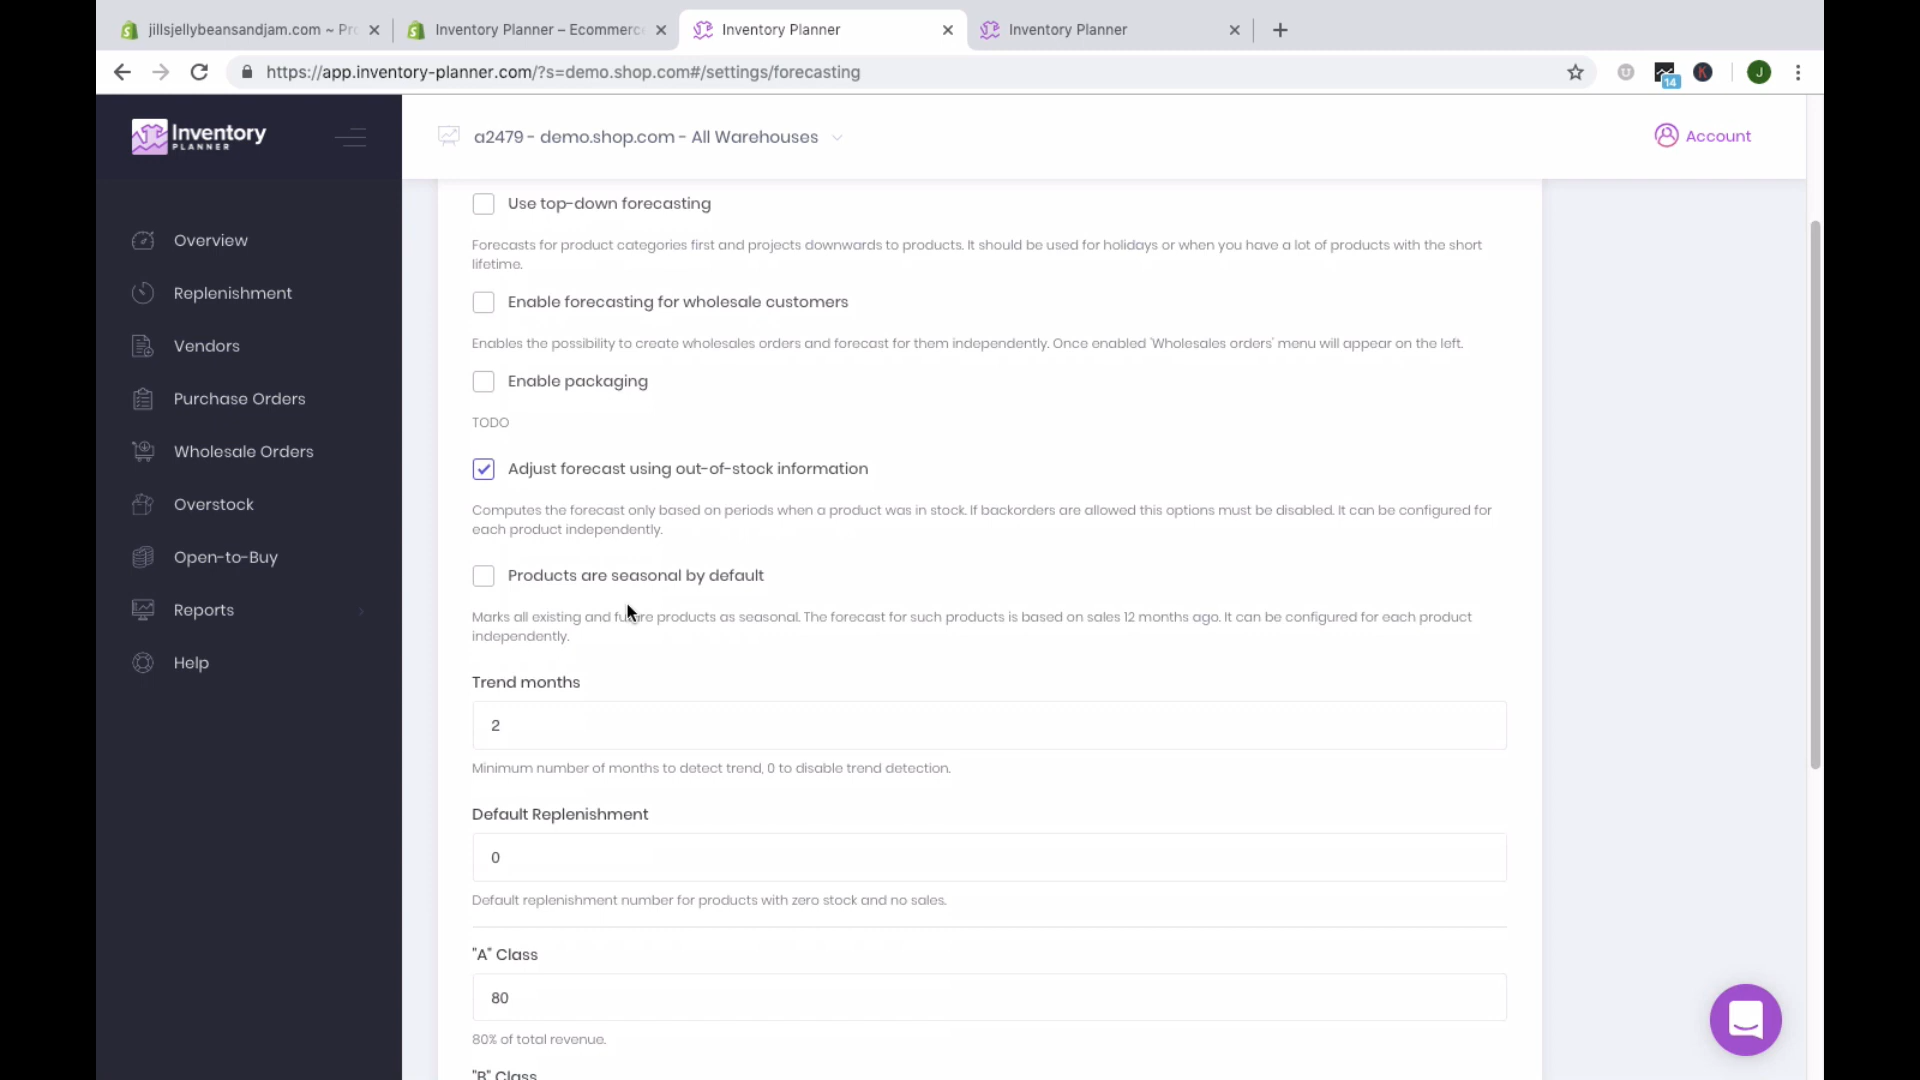 jillsjellybeansandjam.com ~ Pro
Inventory Planner – Ecommerce
Inventory Planner
Inventory Planner
https://app.inventory-planner.com/?s=demo.shop.com#/settings/forecasting
14
J
Inventory
PLANNER
a2479 - demo.shop.com - All Warehouses
Account
Overview
Replenishment
Vendors
Purchase Orders
Wholesale Orders
Overstock
Open-to-Buy
Reports
Help
Use top-down forecasting
Forecasts for product categories first and projects downwards to products. It should be used for holidays or when you have a lot of products with the short
lifetime.
Enable forecasting for wholesale customers
Enables the possibility to create wholesales orders and forecast for them independently. Once enabled 'Wholesales orders' menu will appear on the left.
Enable packaging
TODO
Adjust forecast using out-of-stock information
Computes the forecast only based on periods when a product was in stock. If backorders are allowed this options must be disabled. It can be configured for
each product independently.
Products are seasonal by default
Marks all existing and future products as seasonal. The forecast for such products is based on sales 12 months ago. It can be configured for each product
independently.
Trend months
2
Minimum number of months to detect trend, 0 to disable trend detection.
Default Replenishment
0
Default replenishment number for products with zero stock and no sales.
"A" Class
80
80% of total revenue.
"B" Class